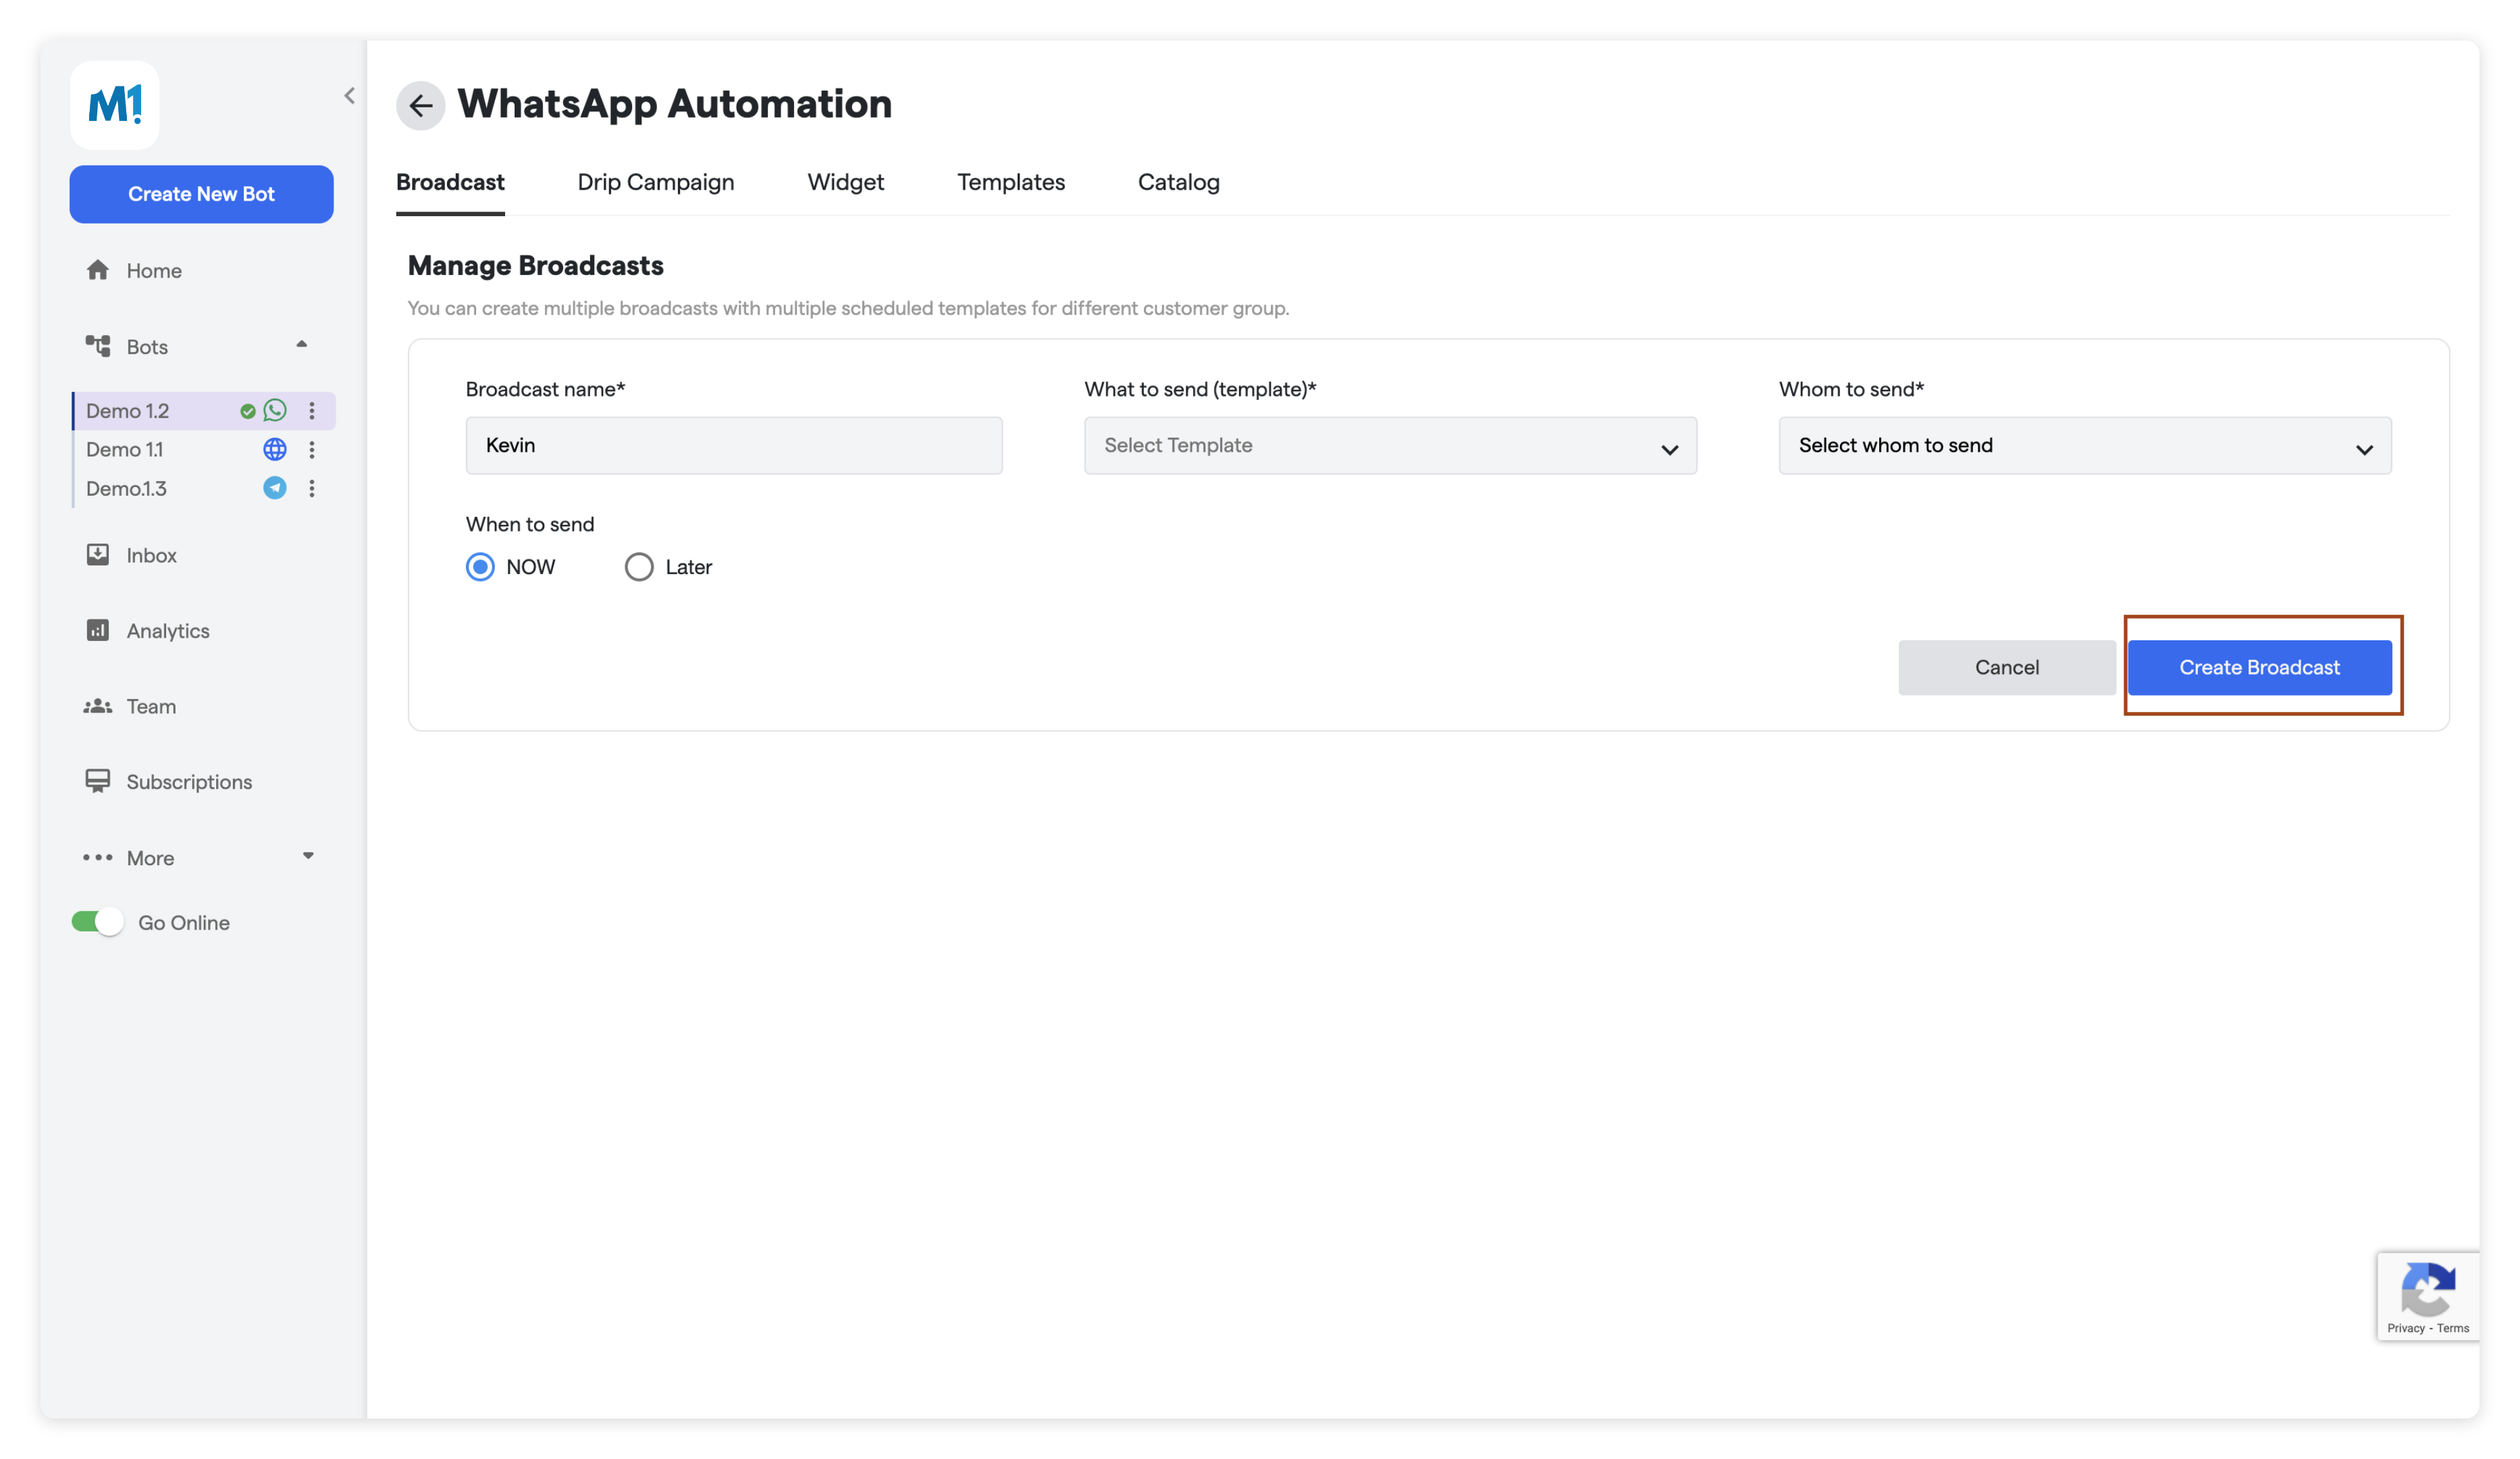 M1!
Create New Bot
Home
Bots
Demo 1.2
Demo 1.1
Demo.1.3
Inbox
Analytics
Team
Subscriptions
More
Go Online
WhatsApp Automation
Broadcast Drip Campaign Widget Templates Catalog
Manage Broadcasts
You can create multiple broadcasts with multiple scheduled templates for different customer group.
Broadcast name* What to send (template)* Whom to send*
Kevin Select Template Select whom to send
When to send
NOW Later
Cancel Create Broadcast
Privacy - Terms